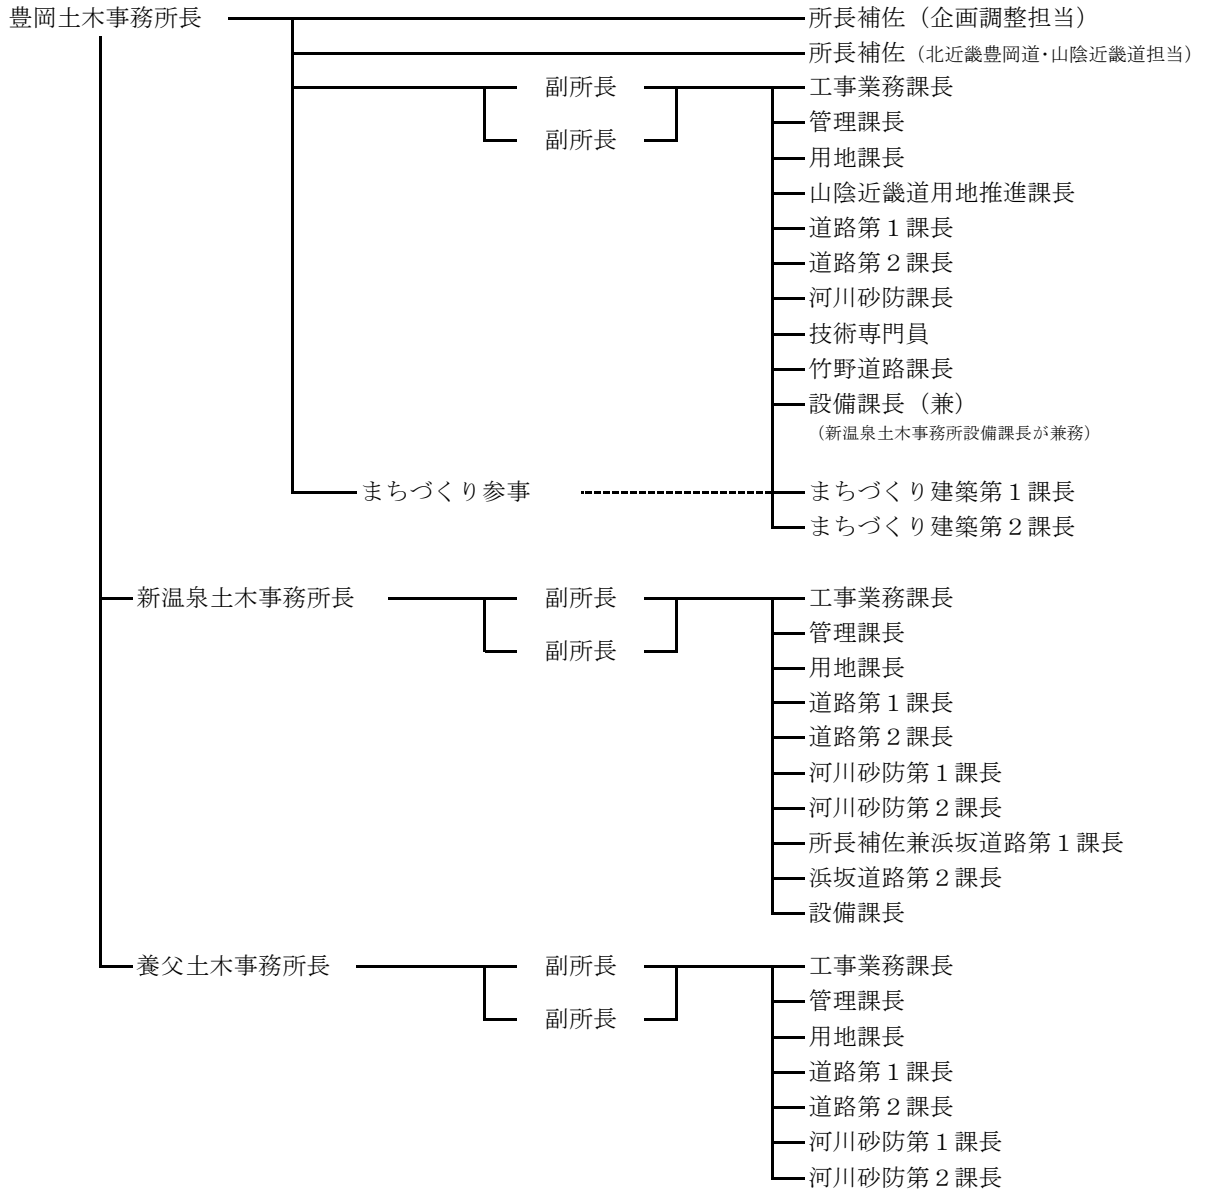 豊岡土木事務所長
所長補佐（企画調整担当）
所長補佐（北近畿豊岡道・山陰近畿道担当）
副所長
工事業務課長
管理課長
副所長
用地課長
山陰近畿道用地推進課長
道路第１課長
道路第２課長
河川砂防課長
技術専門員
竹野道路課長
設備課長（兼）
（新温泉土木事務所設備課長が兼務）
まちづくり参事
まちづくり建築第１課長
まちづくり建築第２課長
新温泉土木事務所長
副所長
工事業務課長
管理課長
副所長
用地課長
道路第１課長
道路第２課長
河川砂防第１課長
河川砂防第２課長
所長補佐兼浜坂道路第１課長
浜坂道路第２課長
設備課長
養父土木事務所長
副所長
工事業務課長
管理課長
副所長
用地課長
道路第１課長
道路第２課長
河川砂防第１課長
河川砂防第２課長